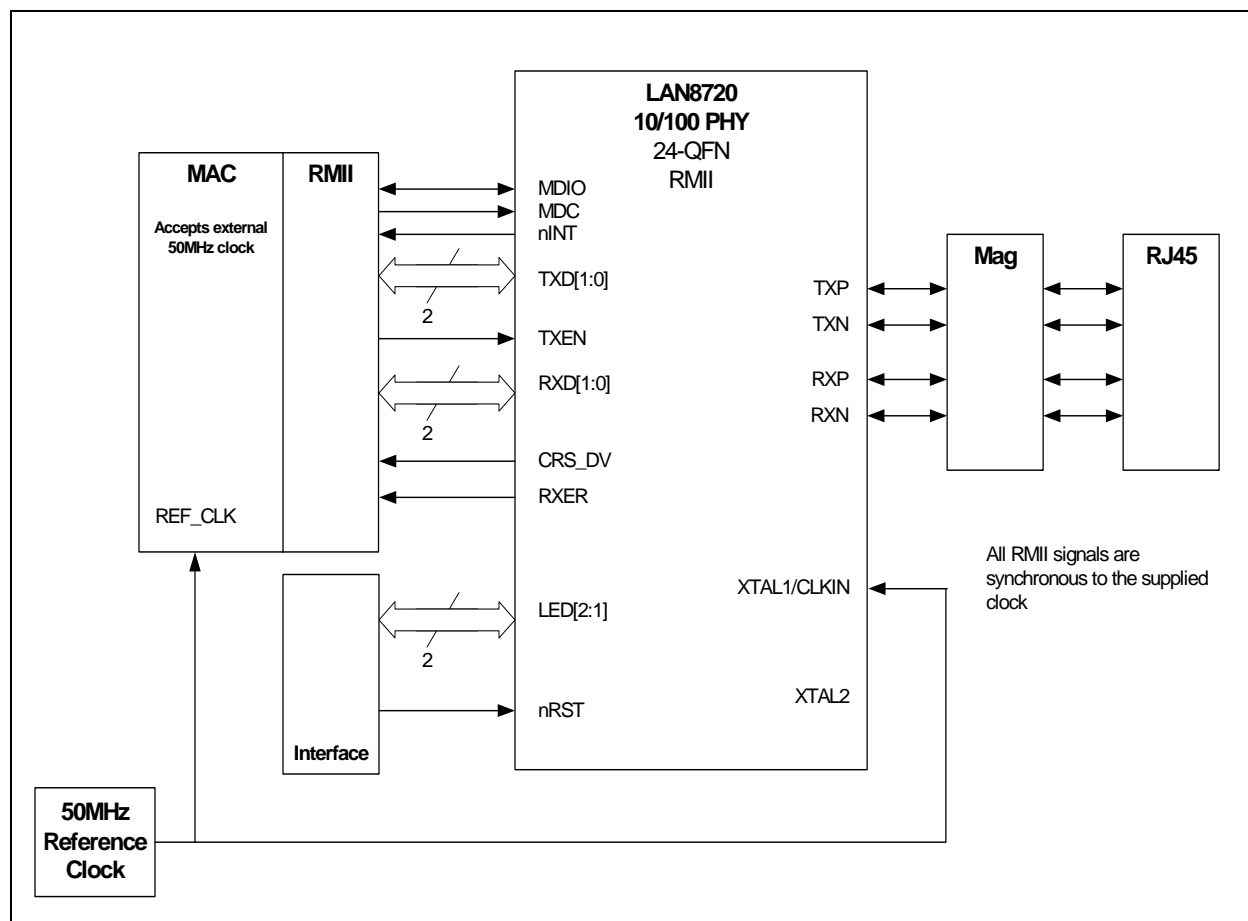 LAN8720
10/100 PHY
24-QFN
RMII
MAC
RMII
Accepts external
50MHz clock
REF_CLK
MDIO
MDC
nINT
TXD[1:0]
2
TXEN
RXD[1:0]
2
CRS_DV
RXER
LED[2:1]
2
nRST
Interface
TXP
TXN
RXP
RXN
XTAL1/CLKIN
XTAL2
Mag
RJ45
All RMII signals are
synchronous to the supplied
clock
50MHz
Reference
Clock